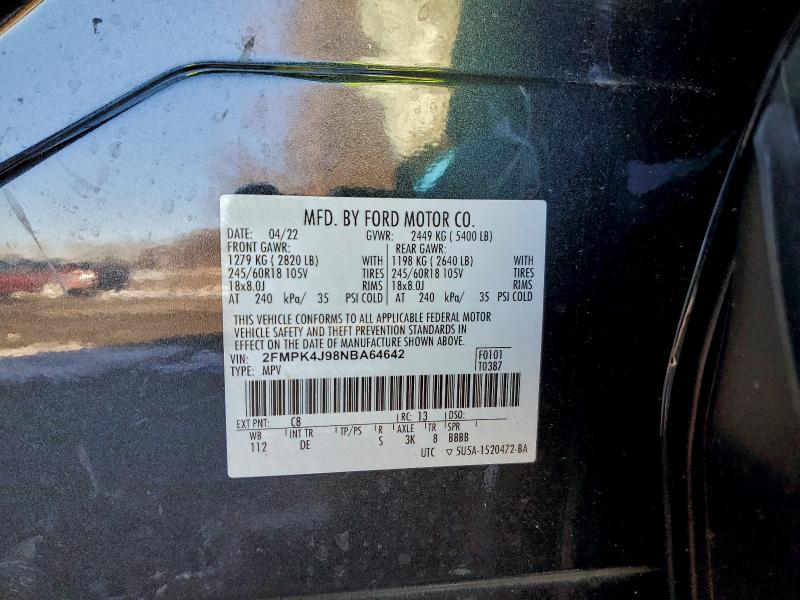 MFD. BY FORD MOTOR CO.
DATE: 04/22 GVWR: 2449 KG ( 5400 LB)
FRONT GAWR: REAR GAWR:
1279 KG ( 2820 LB) WITH 1198 KG ( 2640 LB) WITH
245/60R18 105V TIRES 245/60R18 105V TIRES
18x8.0J RIMS 18x8.0J RIMS
AT 240 kPa/ 35 PSI COLD AT 240 kPa/ 35 PSI COLD
THIS VEHICLE CONFORMS TO ALL APPLICABLE FEDERAL MOTOR
VEHICLE SAFETY AND THEFT PREVENTION STANDARDS IN
EFFECT ON THE DATE OF MANUFACTURE SHOWN ABOVE.
VIN: 2FMPK4J98NBA64642 F0101
TYPE: MPV T0387
EXT PNT: C8 RC: 13 DSO:
WB INT TR TP/PS R AXLE TR SPR
112 DE S 3K 8 BBBB
UTC ▽ 5U5A-1520472-BA